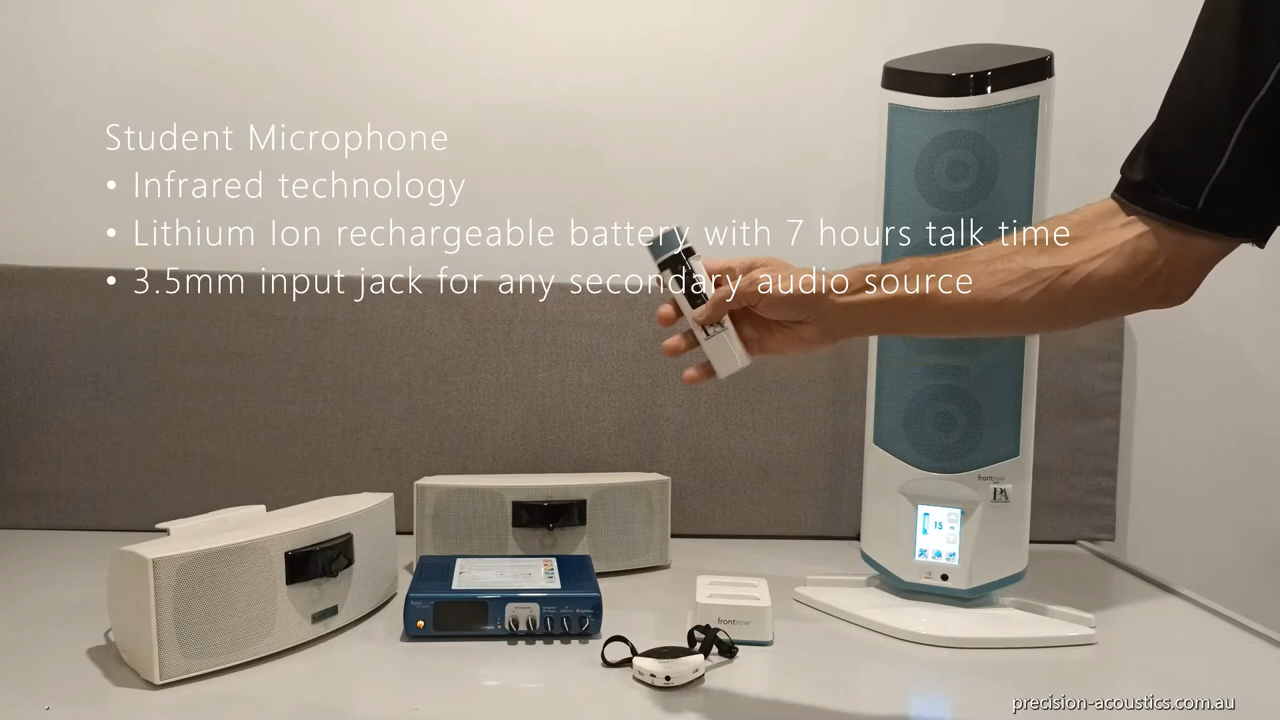 Student Microphone
• Infrared technology
• Lithium Ion rechargeable battery with 7 hours talk time
• 3.5mm input jack for any secondary audio source
frontrow
PA
15
frontrow
precision-acoustics.com.au